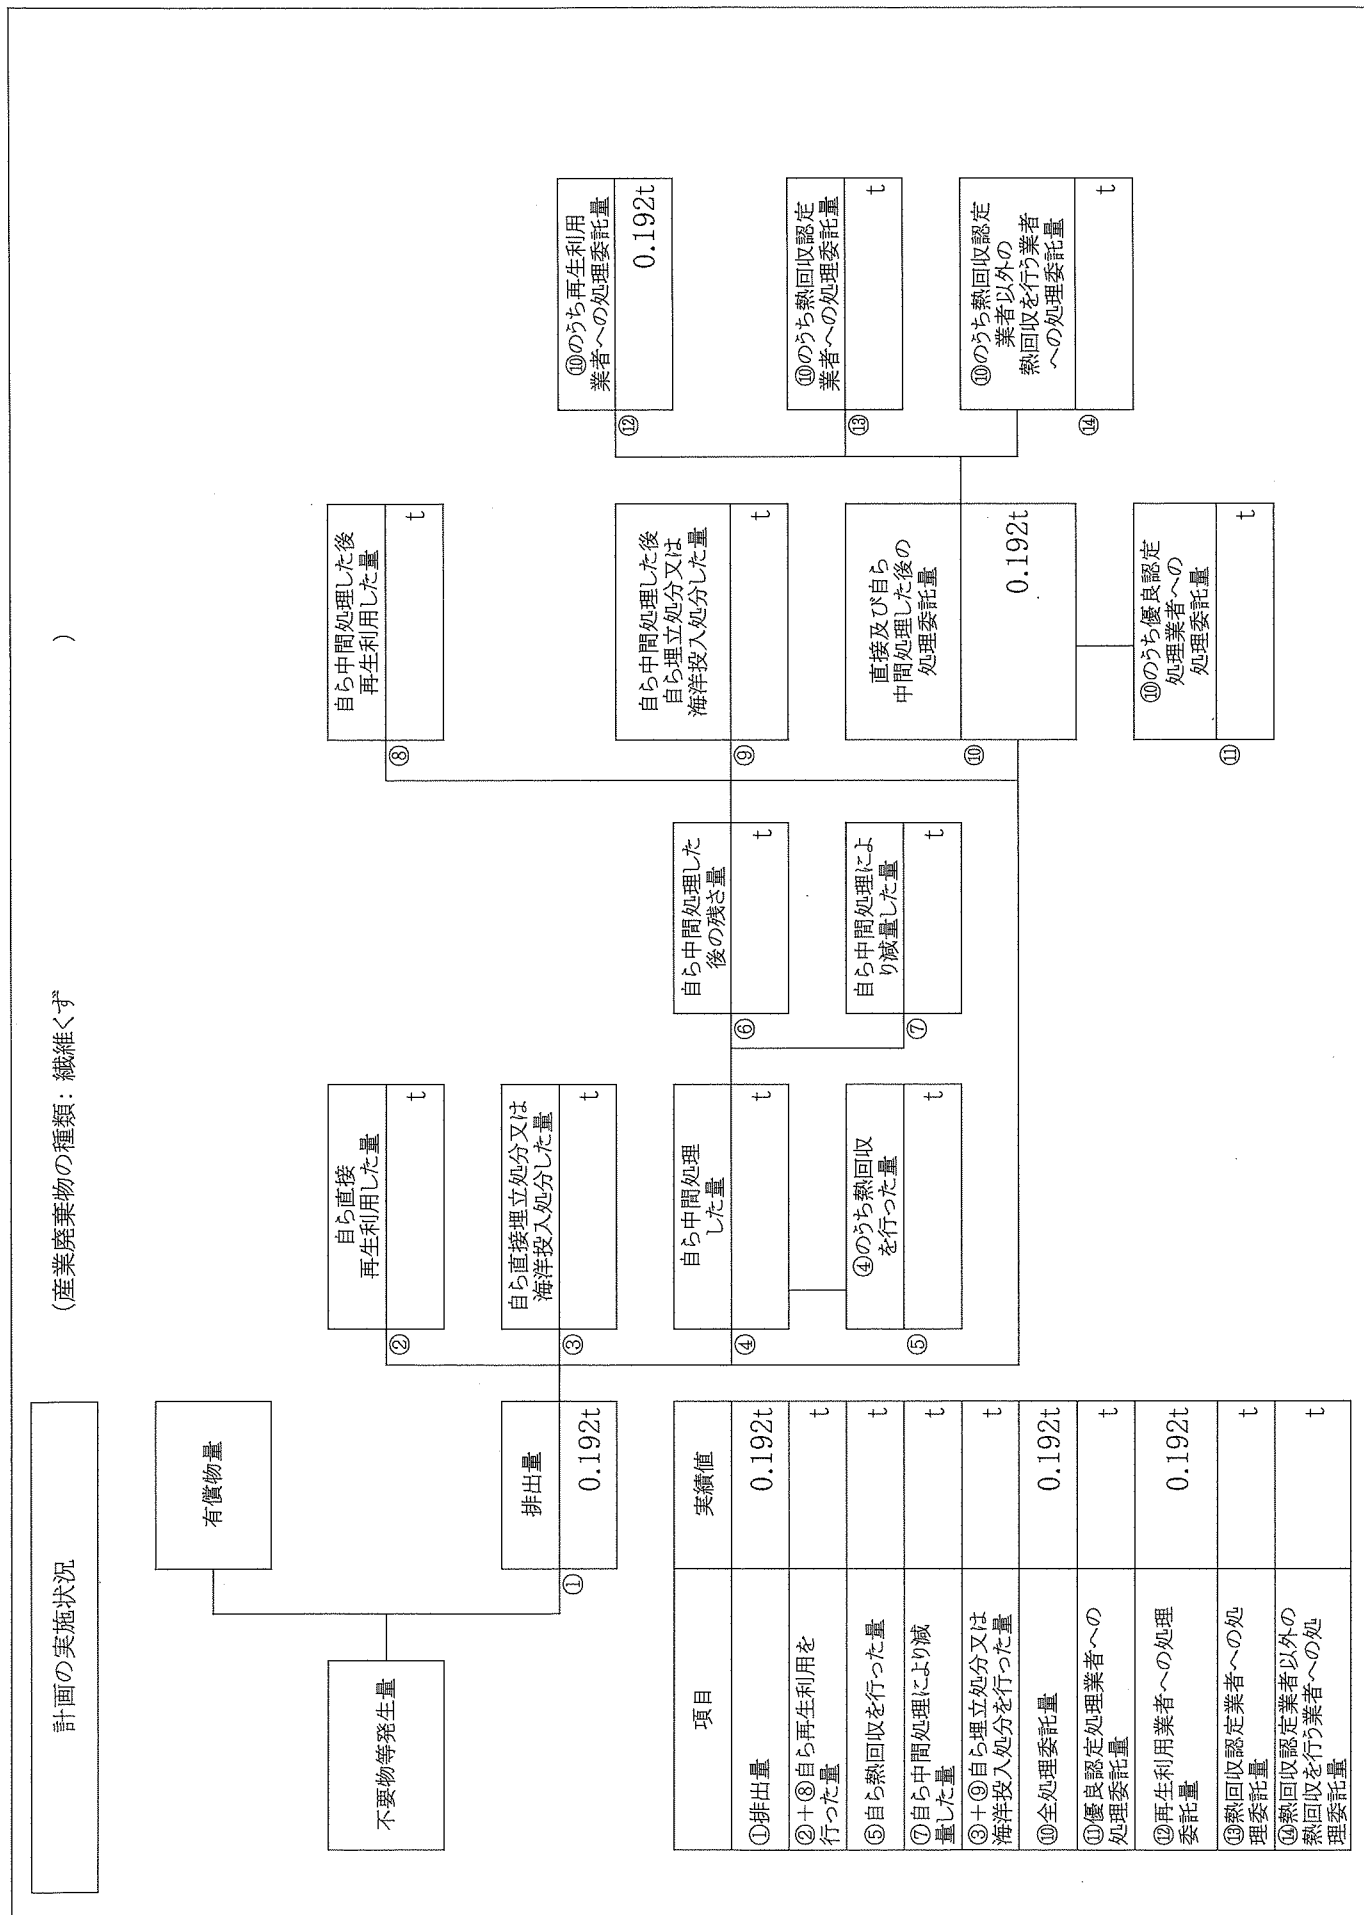 計画の実施状況
(産業廃棄物の種類：繊維くず
)
不要物等発生量
有償物量
①
排出量
0.192t
②
自ら直接
再生利用した量
t
③
自ら直接埋立処分又は
海洋投入処分した量
t
④
自ら中間処理
した量
t
⑤
④のうち熱回収
を行った量
t
⑥
自ら中間処理した
後の残さ量
t
⑦
自ら中間処理によ
り減量した量
t
⑧
自ら中間処理した後
再生利用した量
t
⑨
自ら中間処理した後
自ら埋立処分又は
海洋投入処分した量
t
⑩
直接及び自ら
中間処理した後の
処理委託量
0.192t
⑪
⑩のうち優良認定
処理業者への
処理委託量
t
⑫
⑩のうち再生利用
業者への処理委託量
0.192t
⑬
⑩のうち熱回収認定
業者への処理委託量
t
⑭
⑩のうち熱回収認定
業者以外の
熱回収を行う業者
への処理委託量
t
項目
実績値
①排出量
0.192t
②＋⑧自ら再生利用を
行った量
t
⑤自ら熱回収を行った量
t
⑦自ら中間処理により減
量した量
t
③＋⑨自ら埋立処分又は
海洋投入処分を行った量
t
⑩全処理委託量
0.192t
⑪優良認定処理業者への
処理委託量
t
⑫再生利用業者への処理
委託量
0.192t
⑬熱回収認定業者への処
理委託量
t
⑭熱回収認定業者以外の
熱回収を行う業者への処
理委託量
t